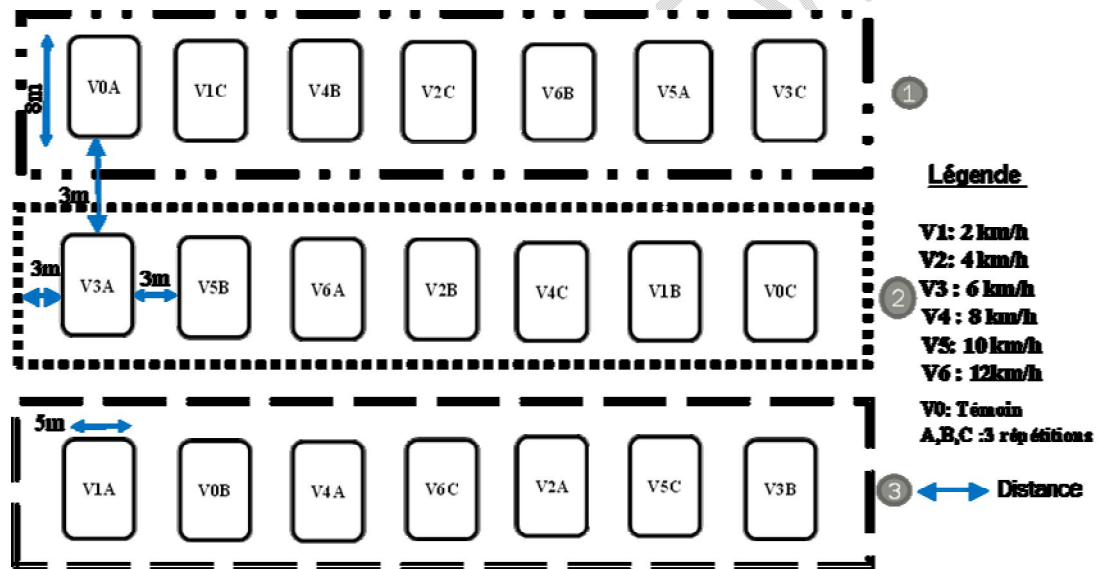 V0A V1C V4B V2C V6B V5A V3C
8m
1
3m
Légende
V1: 2 km/h
V2: 4 km/h
V3 : 6 km/h
V4 : 8 km/h
V5: 10 km/h
V6 : 12km/h
V0: Témoin
A,B,C :3 répétitions
3m 3m
V3A V5B V6A V2B V4C V1B V0C
2
5m
V1A V0B V4A V6C V2A V5C V3B
3
Distance